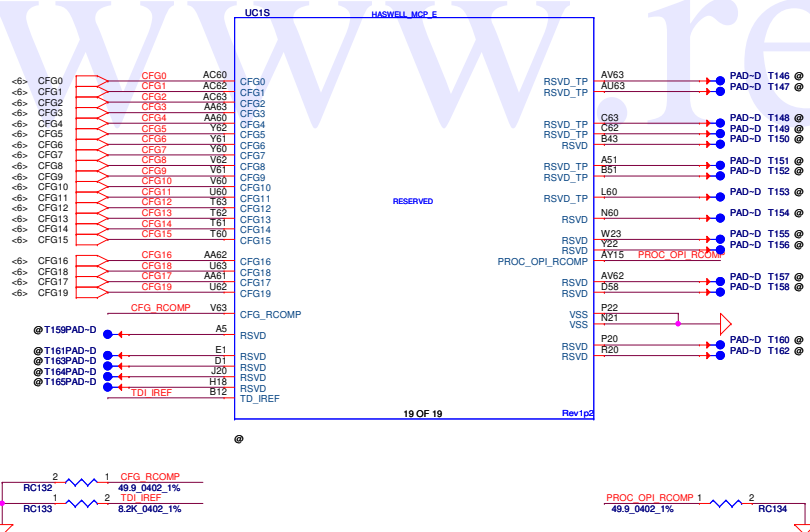 www.re
UC1S
HASWELL_MCP_E
<6> CFG0 CFG0 AC60 CFG0
<6> CFG1 CFG1 AC62 CFG1
<6> CFG2 CFG2 AC63 CFG2
<6> CFG3 CFG3 AA63 CFG3
<6> CFG4 CFG4 AA60 CFG4
<6> CFG5 CFG5 Y62 CFG5
<6> CFG6 CFG6 Y61 CFG6
<6> CFG7 CFG7 Y60 CFG7
<6> CFG8 CFG8 V62 CFG8
<6> CFG9 CFG9 V61 CFG9
<6> CFG10 CFG10 V60 CFG10
<6> CFG11 CFG11 U60 CFG11
<6> CFG12 CFG12 T63 CFG12
<6> CFG13 CFG13 T62 CFG13
<6> CFG14 CFG14 T61 CFG14
<6> CFG15 CFG15 T60 CFG15
<6> CFG16 CFG16 AA62 CFG16
<6> CFG18 CFG18 U63 CFG18
<6> CFG17 CFG17 AA61 CFG17
<6> CFG19 CFG19 U62 CFG19
CFG_RCOMP V63 CFG_RCOMP
@T159PAD~D A5 RSVD
@T161PAD~D E1 RSVD
@T163PAD~D D1 RSVD
@T164PAD~D J20 RSVD
@T165PAD~D H18 RSVD
TDI_IREF B12 TD_IREF
RESERVED
RSVD_TP AV63 PAD~D T146 @
RSVD_TP AU63 PAD~D T147 @
RSVD_TP C63 PAD~D T148 @
RSVD_TP C62 PAD~D T149 @
RSVD B43 PAD~D T150 @
RSVD_TP A51 PAD~D T151 @
RSVD_TP B51 PAD~D T152 @
RSVD_TP L60 PAD~D T153 @
RSVD N60 PAD~D T154 @
RSVD W23 PAD~D T155 @
RSVD Y22 PAD~D T156 @
PROC_OPI_RCOMP AY15 PROC_OPI_RCOMP
RSVD AV62 PAD~D T157 @
RSVD D58 PAD~D T158 @
VSS P22
VSS N21
RSVD P20 PAD~D T160 @
RSVD R20 PAD~D T162 @
19 OF 19
Rev1p2
@
2 1 CFG_RCOMP
RC132 49.9_0402_1%
1 2 TDI_IREF
RC133 8.2K_0402_1%
PROC_OPI_RCOMP 1 2
49.9_0402_1% RC134